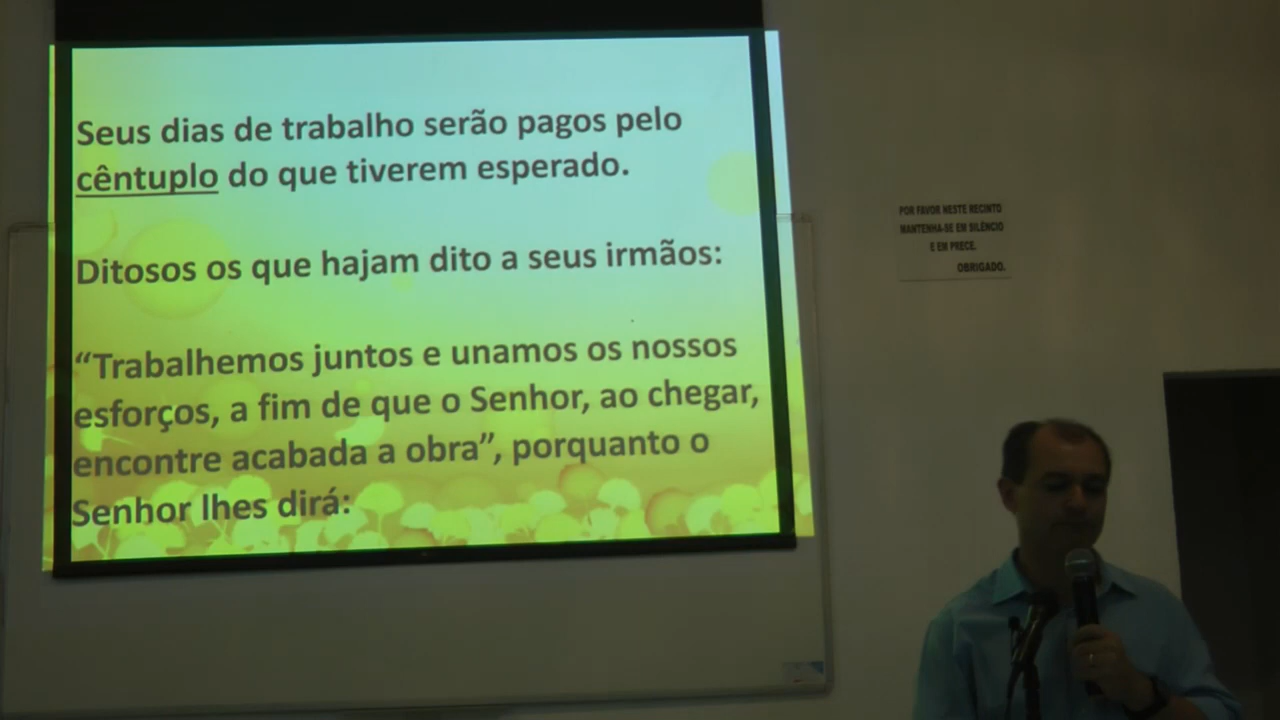 Seus dias de trabalho serão pagos pelo
cêntuplo do que tiverem esperado.
Ditosos os que hajam dito a seus irmãos:
“Trabalhemos juntos e unamos os nossos
esforços, a fim de que o Senhor, ao chegar,
encontre acabada a obra”, porquanto o
Senhor lhes dirá:
POR FAVOR NESTE RECINTO
MANTENHA-SE EM SILÊNCIO
E EM PRECE.
OBRIGADO.